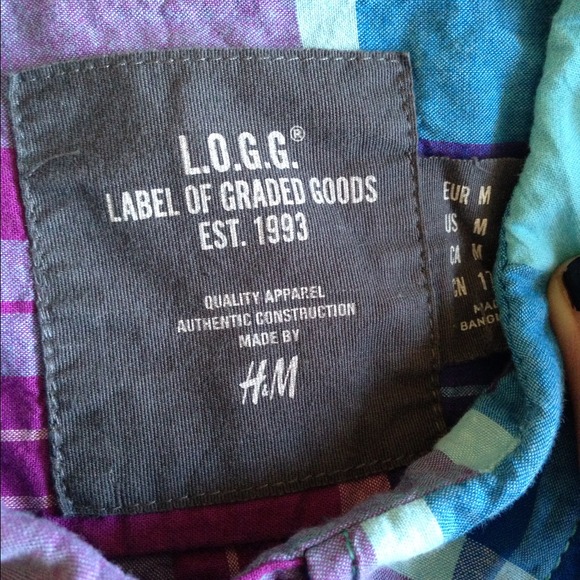 L.O.G.G.®
LABEL OF GRADED GOODS
EST. 1993
QUALITY APPAREL
AUTHENTIC CONSTRUCTION
MADE BY
H&M
EUR M
US M
CA M